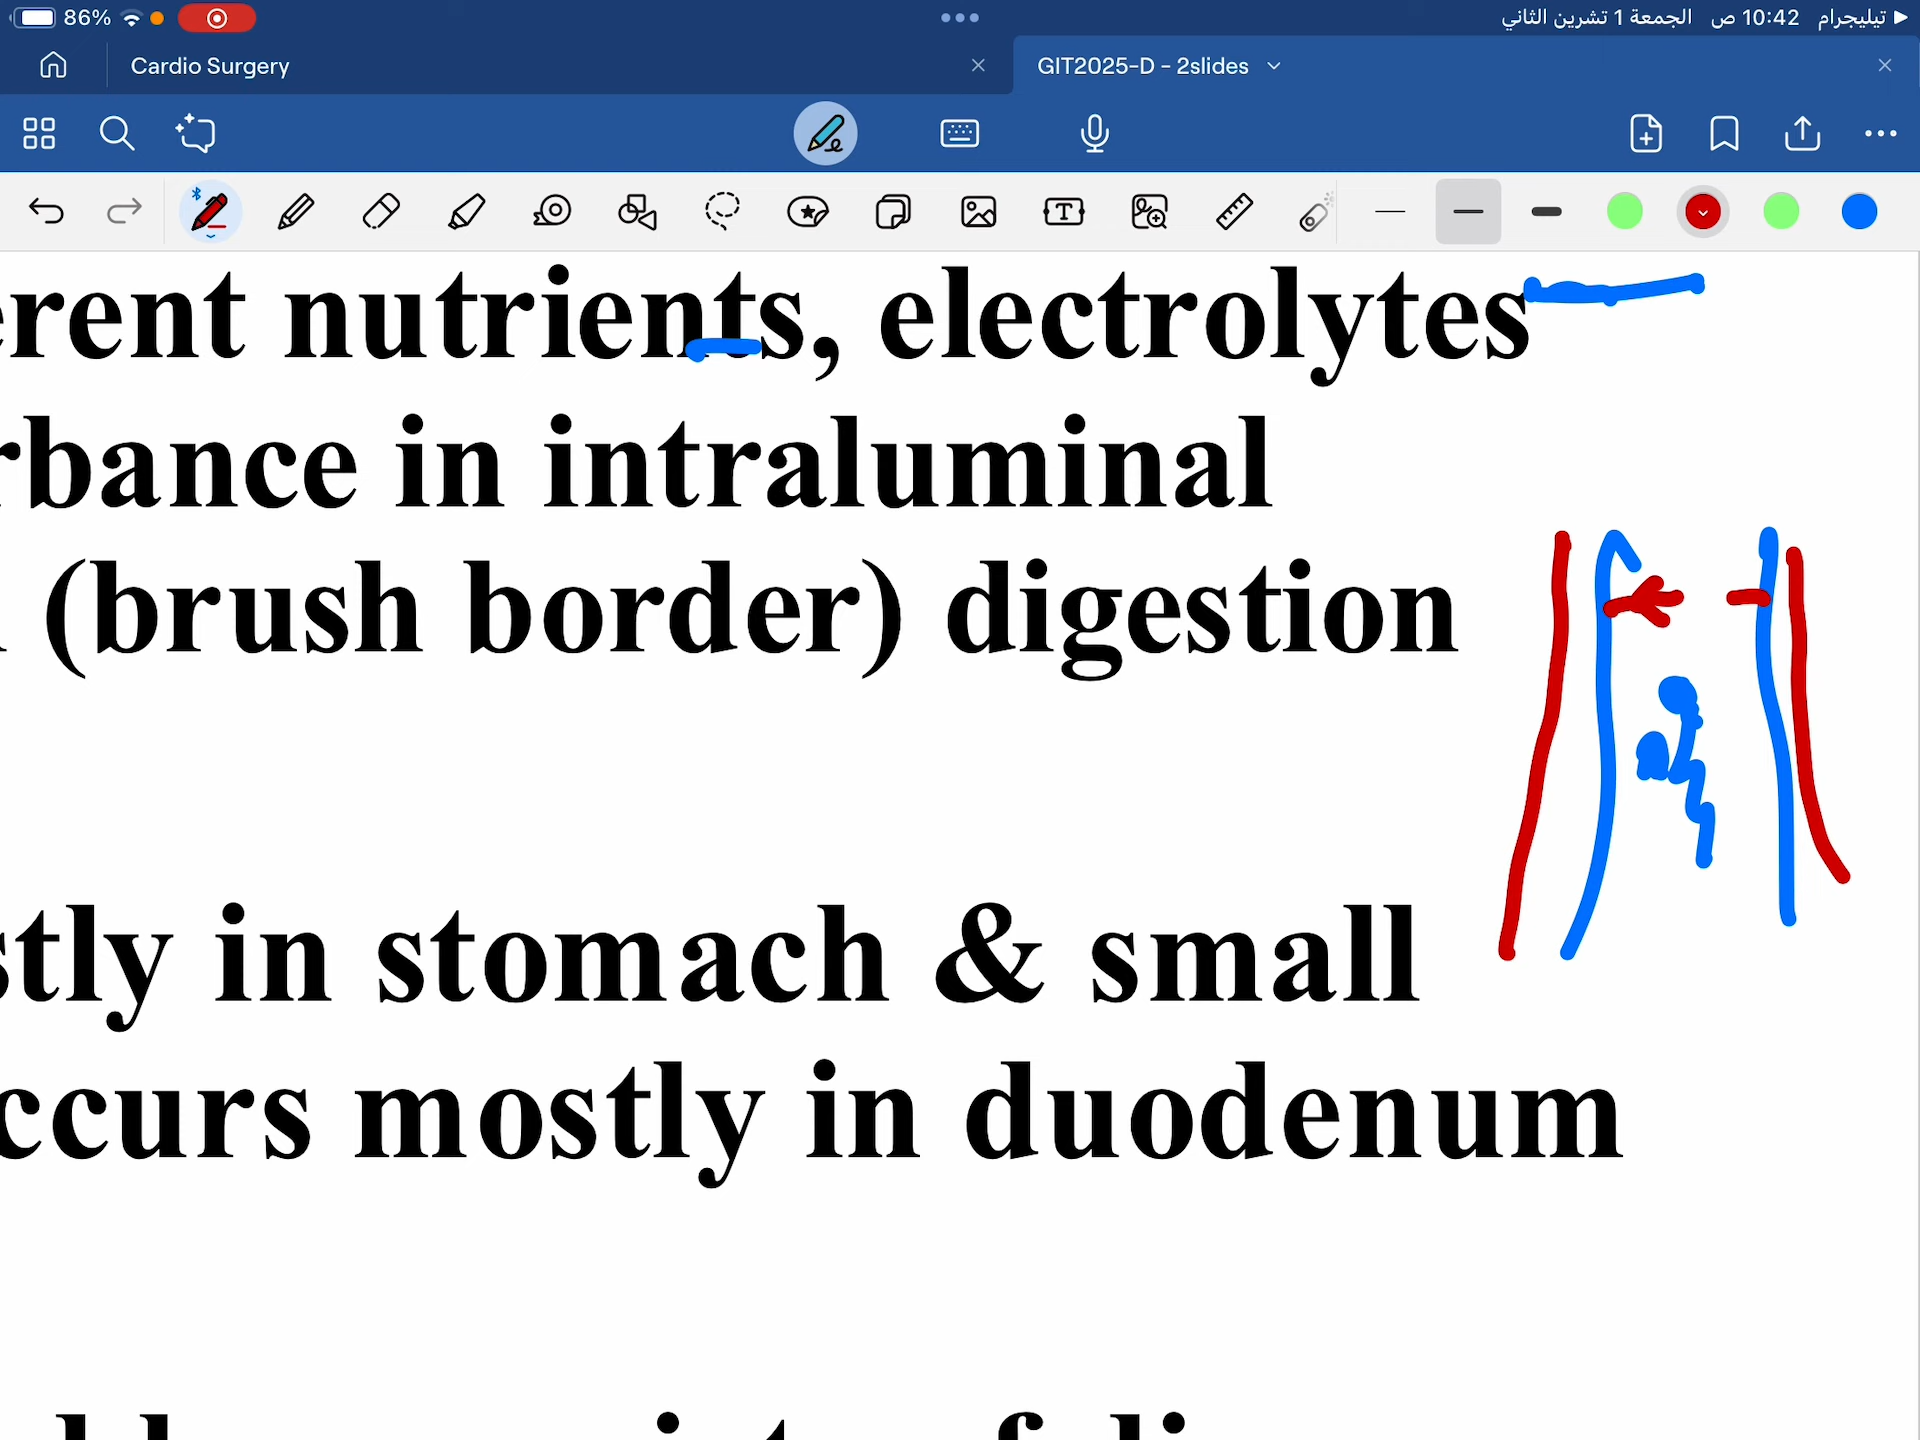 86% الجمعة 1 تشرين الثاني 10:42 ص تيليجرام
Cardio Surgery GIT2025-D - 2slides
erent nutrients, electrolytes
rbance in intraluminal
(brush border) digestion
stly in stomach & small
ccurs mostly in duodenum